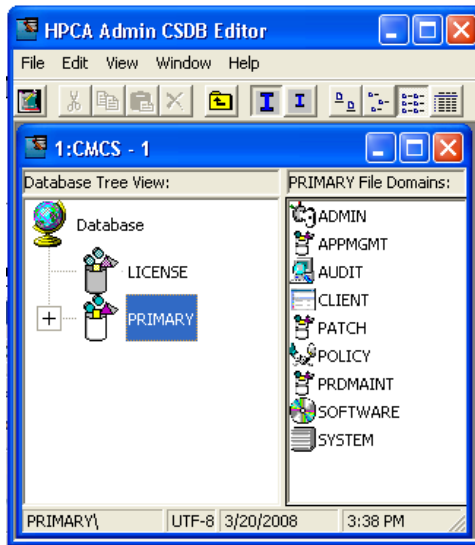 HPCA Admin CSDB Editor
File Edit View Window Help
1:CMCS - 1
Database Tree View:
PRIMARY File Domains:
Database
LICENSE
PRIMARY
ADMIN
APPMGMT
AUDIT
CLIENT
PATCH
POLICY
PRDMAINT
SOFTWARE
SYSTEM
PRIMARY\ UTF-8 3/20/2008 3:38 PM